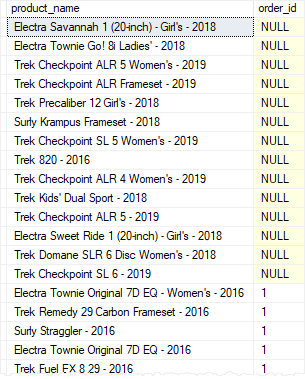 product_name order_id
Electra Savannah 1 (20-inch) - Girl's - 2018 NULL
Electra Townie Go! 8i Ladies' - 2018 NULL
Trek Checkpoint ALR 5 Women's - 2019 NULL
Trek Checkpoint ALR Frameset - 2019 NULL
Trek Precaliber 12 Girl's - 2018 NULL
Surly Krampus Frameset - 2018 NULL
Trek Checkpoint SL 5 Women's - 2019 NULL
Trek 820 - 2016 NULL
Trek Checkpoint ALR 4 Women's - 2019 NULL
Trek Kids' Dual Sport - 2018 NULL
Trek Checkpoint ALR 5 - 2019 NULL
Electra Sweet Ride 1 (20-inch) - Girl's - 2018 NULL
Trek Domane SLR 6 Disc Women's - 2018 NULL
Trek Checkpoint SL 6 - 2019 NULL
Electra Townie Original 7D EQ - Women's - 2016 1
Trek Remedy 29 Carbon Frameset - 2016 1
Surly Straggler - 2016 1
Electra Townie Original 7D EQ - 2016 1
Trek Fuel EX 8 29 - 2016 1